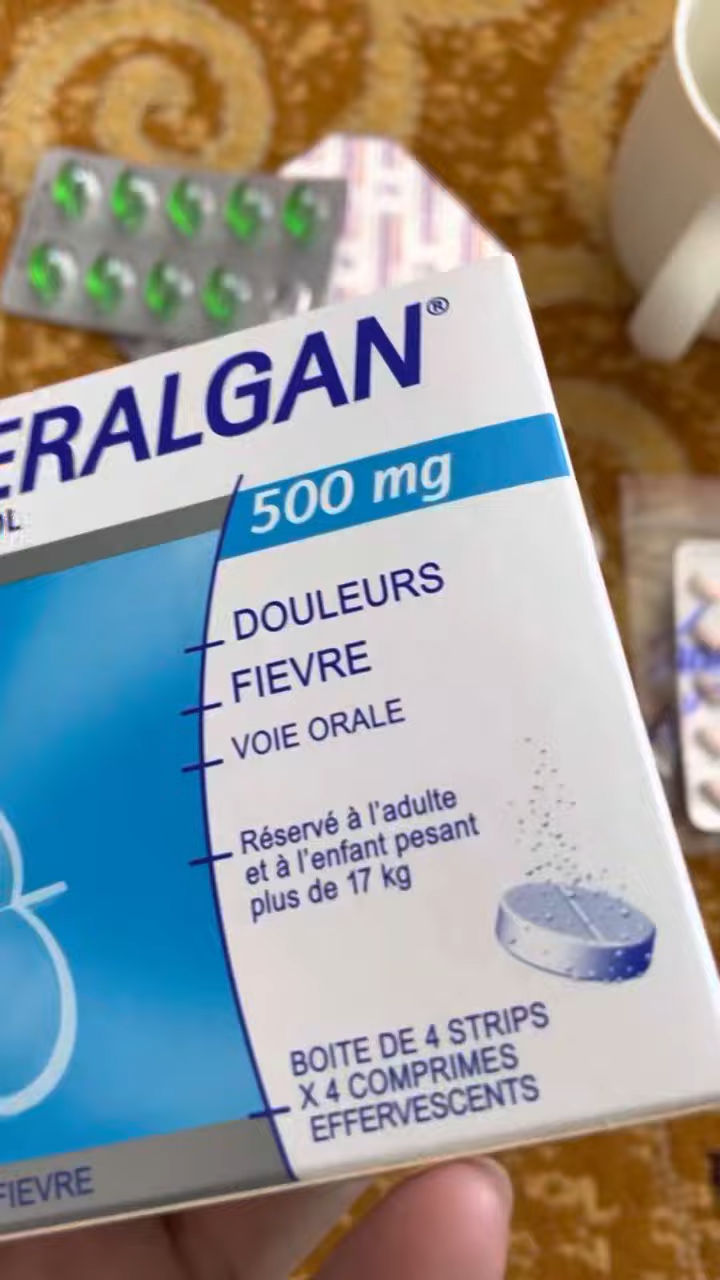 ERALGAN®
OL
500 mg
DOULEURS
FIEVRE
VOIE ORALE
Réservé à l'adulte
et à l'enfant pesant
plus de 17 kg
BOITE DE 4 STRIPS
X 4 COMPRIMES
EFFERVESCENTS
FIEVRE